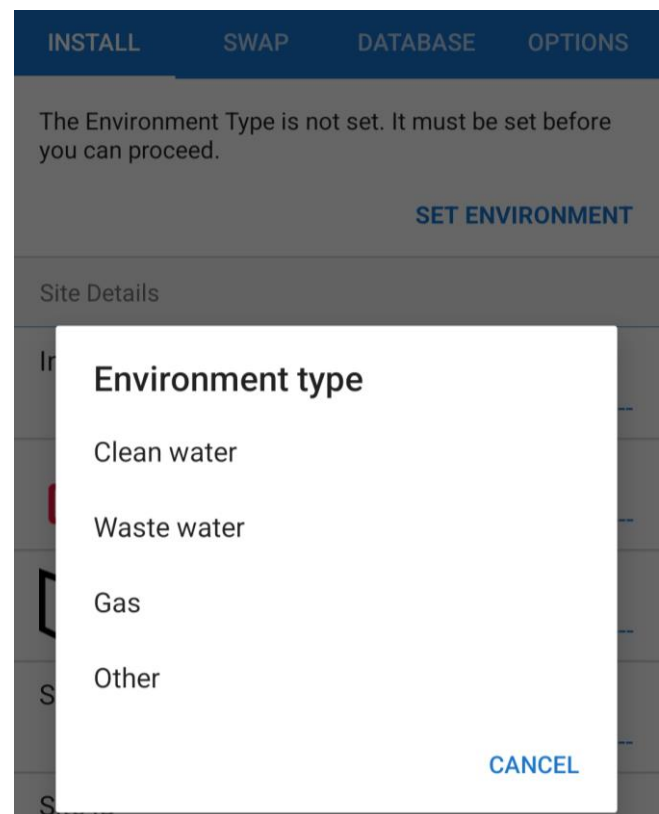 INSTALL SWAP DATABASE OPTIONS
The Environment Type is not set. It must be set before
you can proceed.
SET ENVIRONMENT
Site Details
Environment type
Clean water
Waste water
Gas
Other
CANCEL